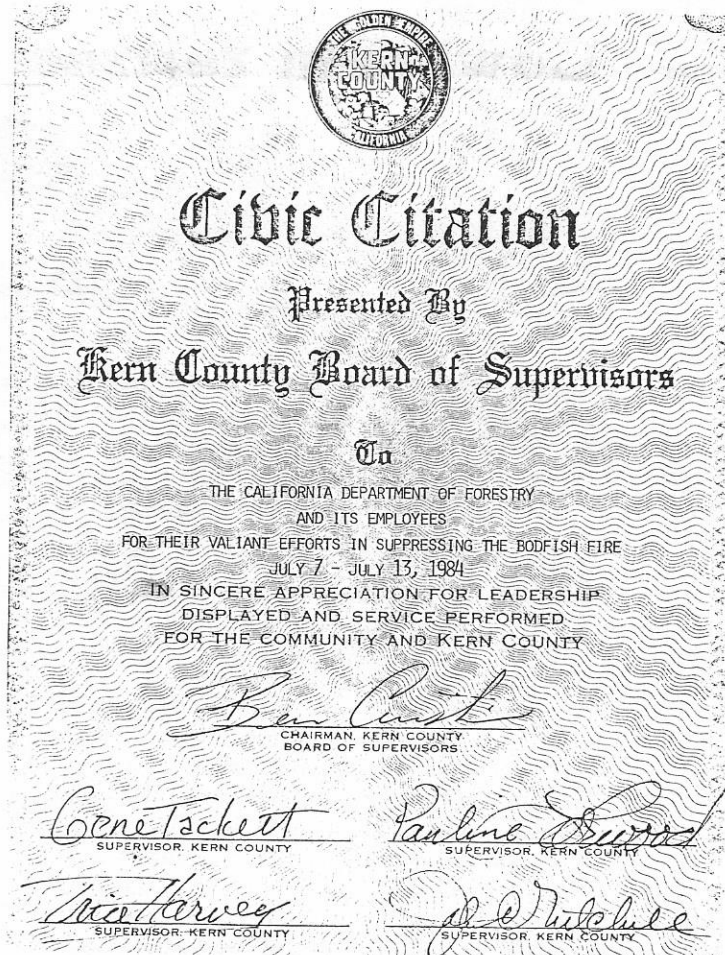 THE GOLDEN EMPIRE
KERN
COUNTY
CALIFORNIA
Civic Citation
Presented By
Kern County Board of Supervisors
To
THE CALIFORNIA DEPARTMENT OF FORESTRY
AND ITS EMPLOYEES
FOR THEIR VALIANT EFFORTS IN SUPPRESSING THE BODFISH FIRE
JULY 7 - JULY 13, 1984
IN SINCERE APPRECIATION FOR LEADERSHIP
DISPLAYED AND SERVICE PERFORMED
FOR THE COMMUNITY AND KERN COUNTY
Ben
CHAIRMAN, KERN COUNTY
BOARD OF SUPERVISORS
Gene Tackett
SUPERVISOR, KERN COUNTY
Pauline
SUPERVISOR, KERN COUNTY
Trice Harvey
SUPERVISOR, KERN COUNTY
Mitchell
SUPERVISOR, KERN COUNTY